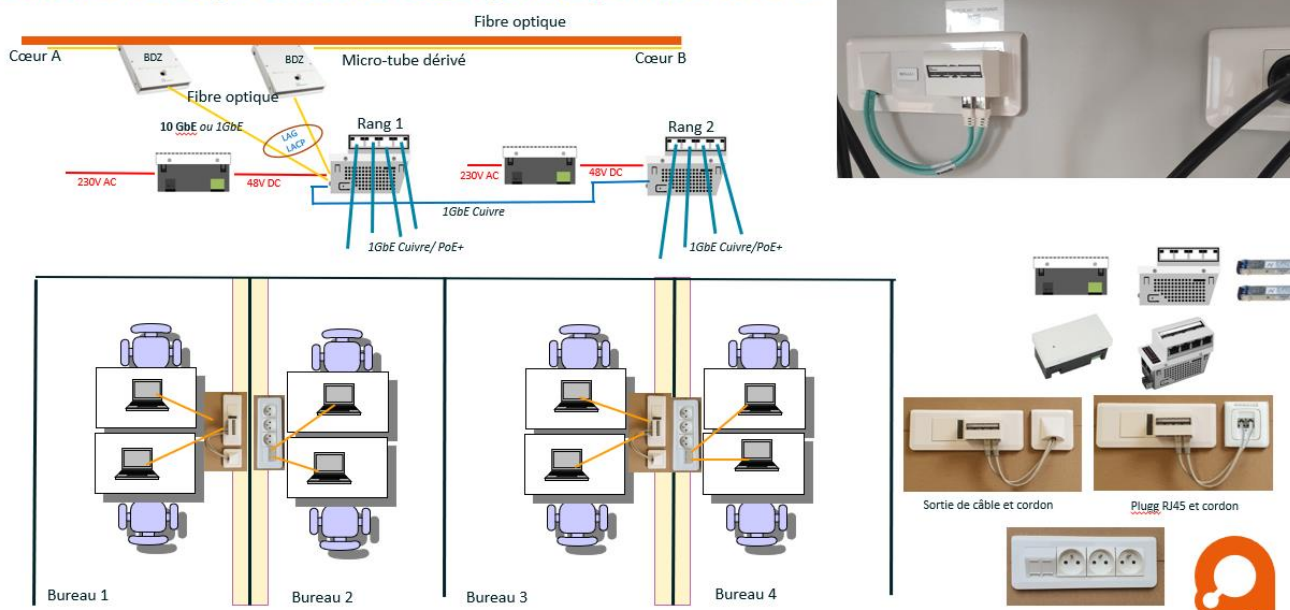 Fibre optique
Cœur A
BDZ
BDZ
Micro-tube dérivé
Cœur B
Fibre optique
10 GbE ou 1GbE
LAG
LACP
Rang 1
Rang 2
230V AC
48V DC
230V AC
48V DC
1GbE Cuivre
1GbE Cuivre/ PoE+
1GbE Cuivre/PoE+
Sortie de câble et cordon
Plugg RJ45 et cordon
Bureau 1
Bureau 2
Bureau 3
Bureau 4